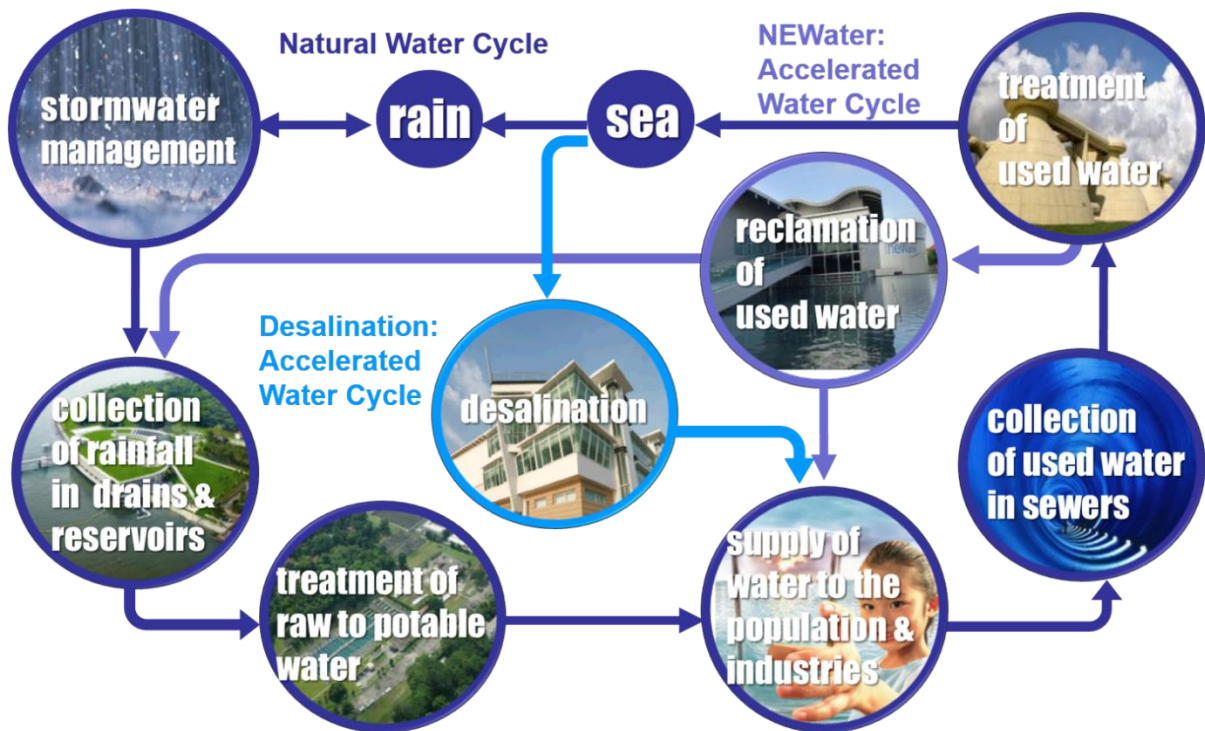 Natural Water Cycle
NEWater:
Accelerated
Water Cycle
stormwater
management
rain
sea
treatment
of
used water
reclamation
of
used water
newater
Desalination:
Accelerated
Water Cycle
desalination
collection
of rainfall
in drains &
reservoirs
collection
of used water
in sewers
treatment of
raw to potable
water
supply of
water to the
population &
industries